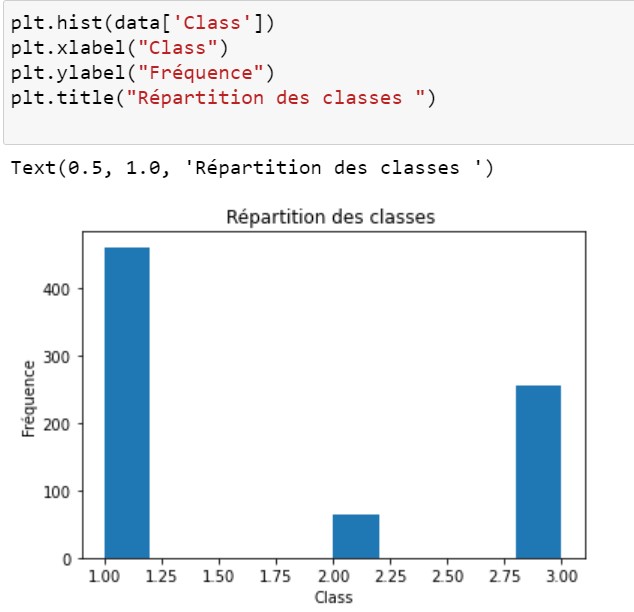 plt.hist(data['Class'])
plt.xlabel("Class")
plt.ylabel("Fréquence")
plt.title("Répartition des classes ")
Text(0.5, 1.0, 'Répartition des classes ')
Répartition des classes
400
300
200
100
0
Fréquence
1.00 1.25 1.50 1.75 2.00 2.25 2.50 2.75 3.00
Class